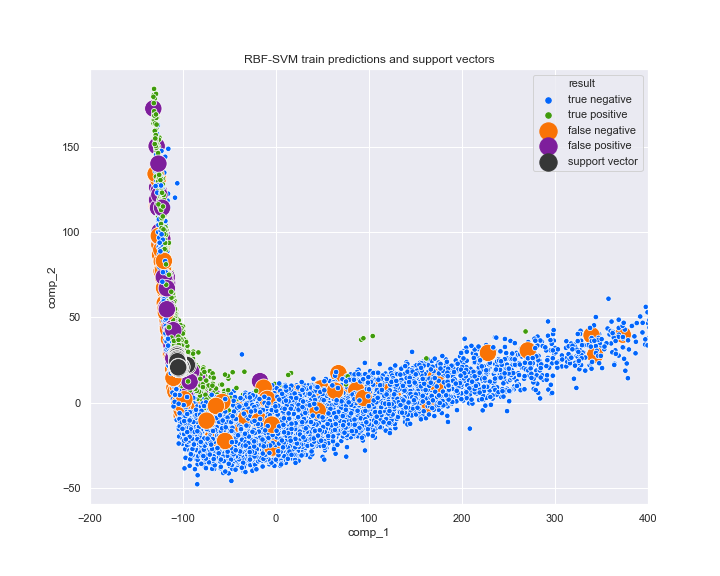 RBF-SVM train predictions and support vectors
result
true negative
true positive
false negative
false positive
support vector
150
100
50
0
−50
comp_2
−200
−100
0
100
200
300
400
comp_1